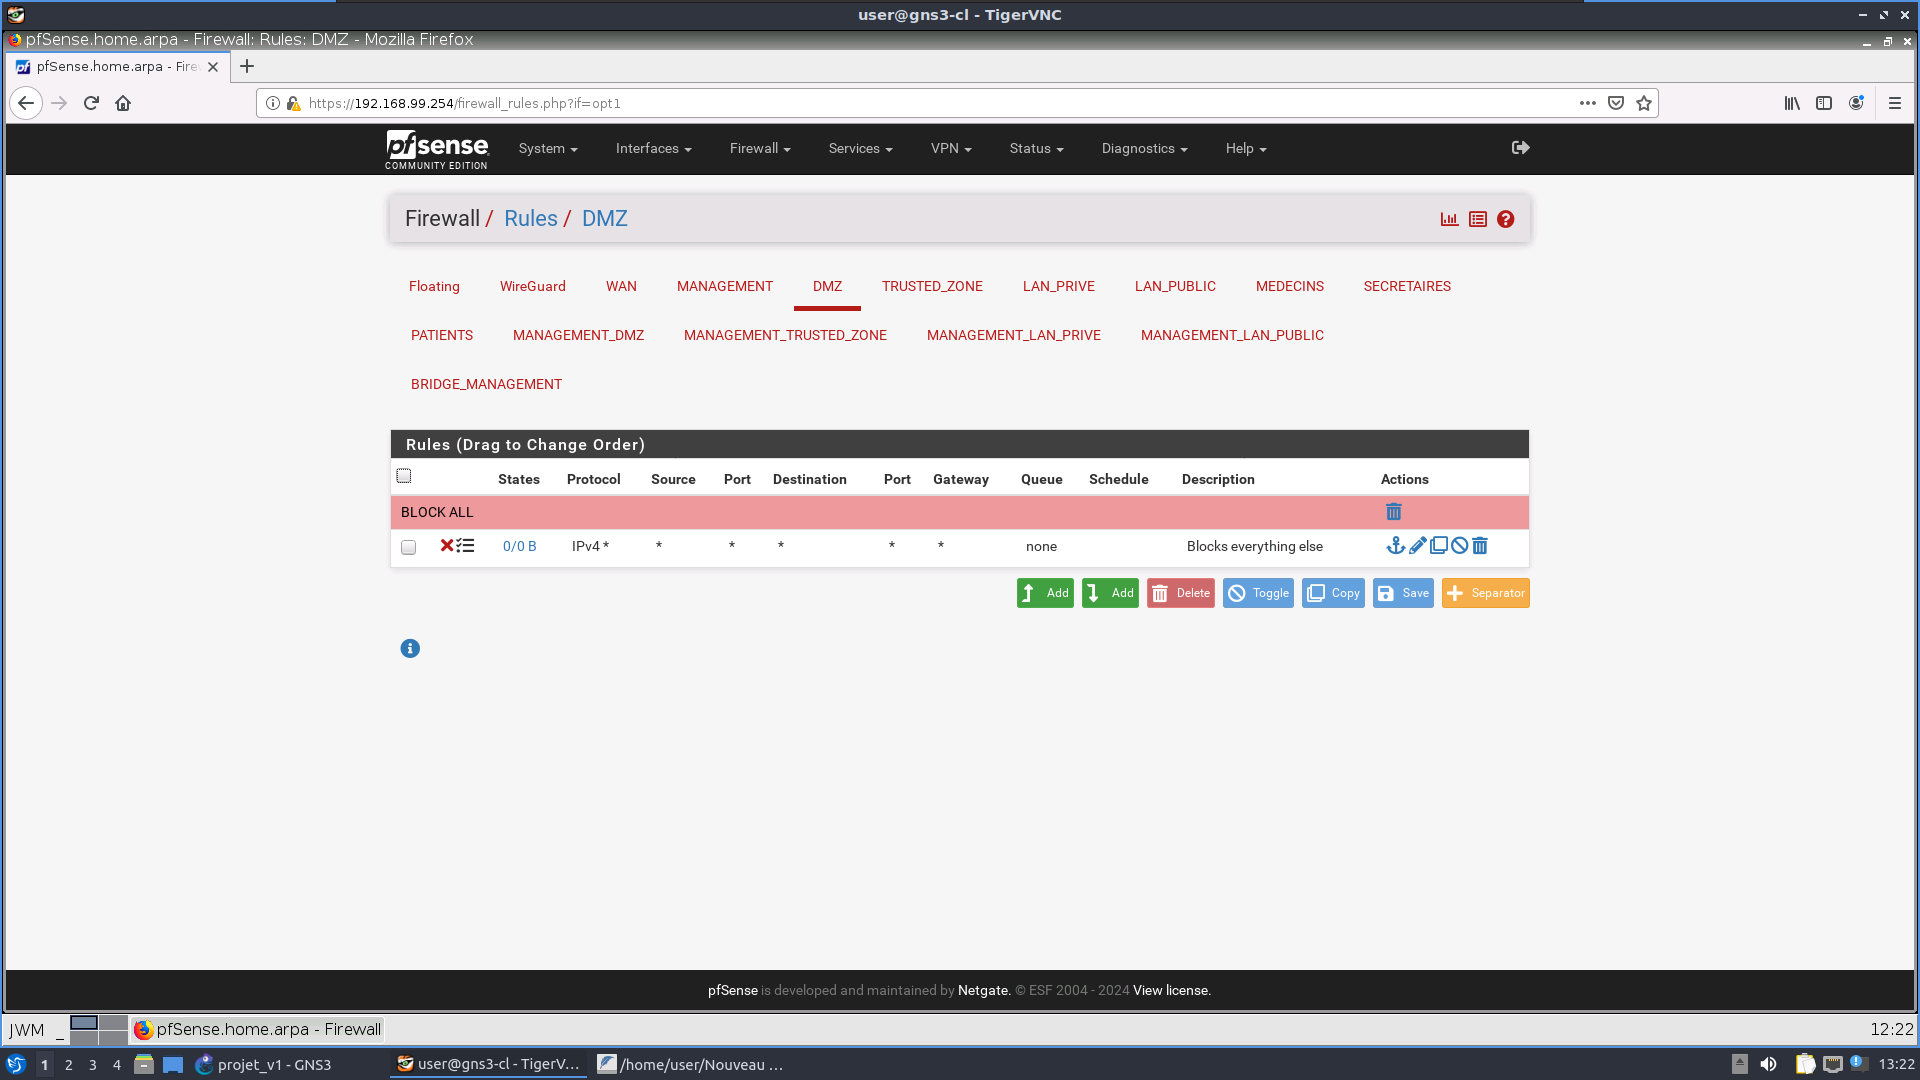 user@gns3-cl - TigerVNC
pfSense.home.arpa - Firewall: Rules: DMZ - Mozilla Firefox
pfSense.home.arpa - Fire
https://192.168.99.254/firewall_rules.php?if=opt1
pfsense
COMMUNITY EDITION
System Interfaces Firewall Services VPN Status Diagnostics Help
Firewall / Rules / DMZ
Floating WireGuard WAN MANAGEMENT DMZ TRUSTED_ZONE LAN_PRIVE LAN_PUBLIC MEDECINS SECRETAIRES
PATIENTS MANAGEMENT_DMZ MANAGEMENT_TRUSTED_ZONE MANAGEMENT_LAN_PRIVE MANAGEMENT_LAN_PUBLIC
BRIDGE_MANAGEMENT
Rules (Drag to Change Order)
States Protocol Source Port Destination Port Gateway Queue Schedule Description Actions
BLOCK ALL
0/0 B IPv4 * * * * * * none Blocks everything else
Add Add Delete Toggle Copy Save Separator
pfSense is developed and maintained by Netgate. © ESF 2004 - 2024 View license.
JWM _ pfSense.home.arpa - Firewall 12:22
1 2 3 4 projet_v1 - GNS3 user@gns3-cl - TigerV... /home/user/Nouveau ... 13:22